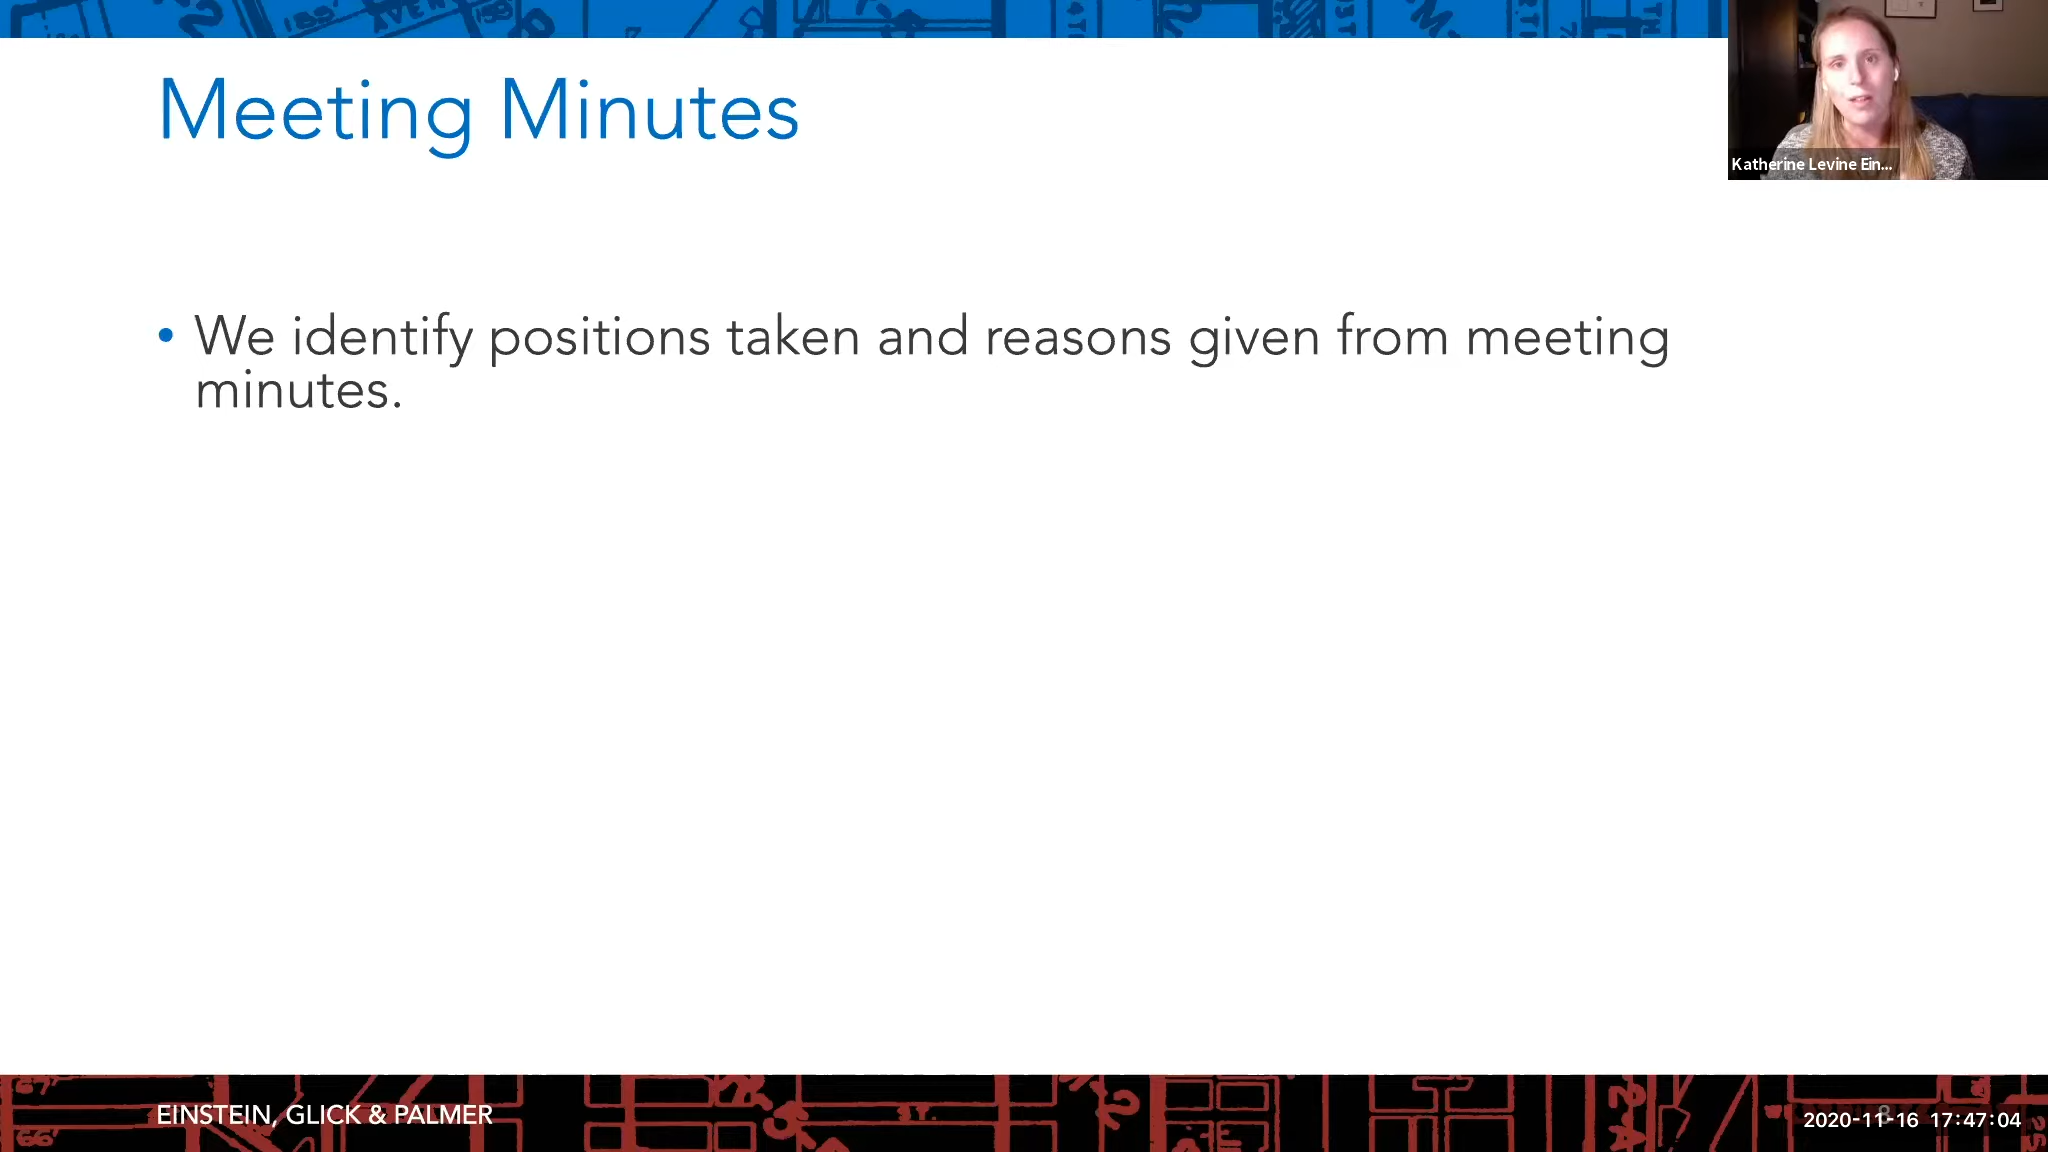 Meeting Minutes
Katherine Levine Ein...
• We identify positions taken and reasons given from meeting
minutes.
EINSTEIN, GLICK & PALMER
8
2020-11-16 17:47:04